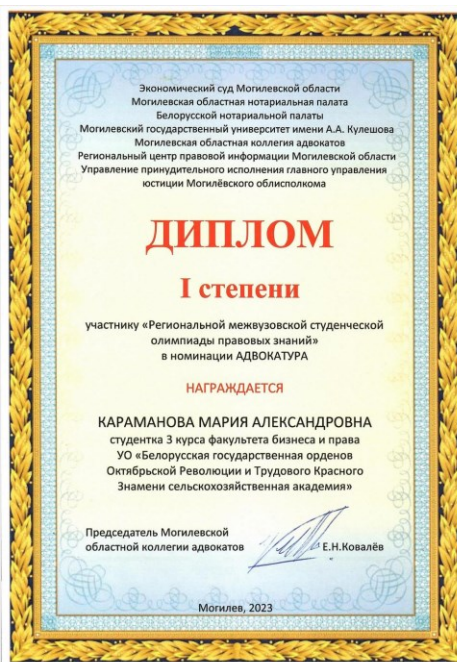 Экономический суд Могилевской области
Могилевская областная нотариальная палата
Белорусской нотариальной палаты
Могилевский государственный университет имени А.А. Кулешова
Могилевская областная коллегия адвокатов
Региональный центр правовой информации Могилевской области
Управление принудительного исполнения главного управления
юстиции Могилёвского облисполкома
ДИПЛОМ
I степени
участнику «Региональной межвузовской студенческой
олимпиады правовых знаний»
в номинации АДВОКАТУРА
НАГРАЖДАЕТСЯ
КАРАМАНОВА МАРИЯ АЛЕКСАНДРОВНА
студентка 3 курса факультета бизнеса и права
УО «Белорусская государственная орденов
Октябрьской Революции и Трудового Красного
Знамени сельскохозяйственная академия»
Председатель Могилевской
областной коллегии адвокатов Е.Н.Ковалёв
Могилев, 2023